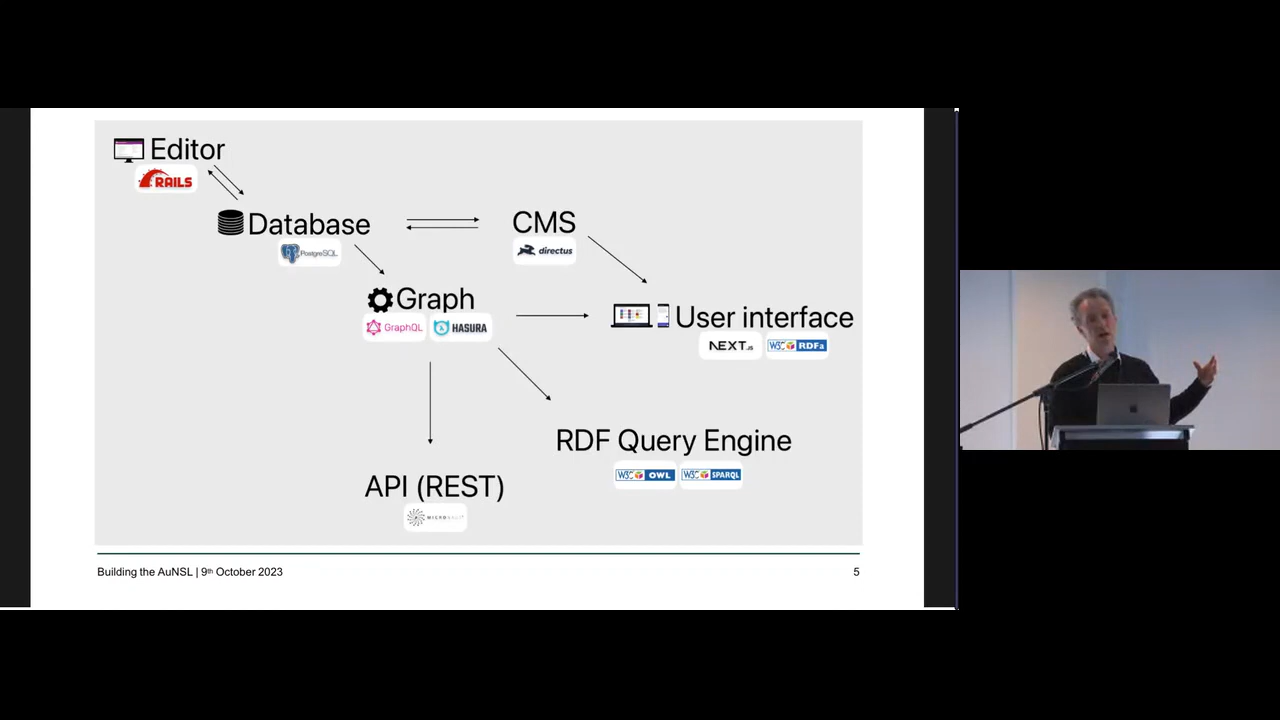 Editor
RAILS
Database
PostgreSQL
CMS
directus
Graph
GraphQL
HASURA
User interface
NEXT.JS
W3C RDFa
RDF Query Engine
W3C OWL
W3C SPARQL
API (REST)
MICRONAUT
Building the AuNSL | 9th October 2023
5